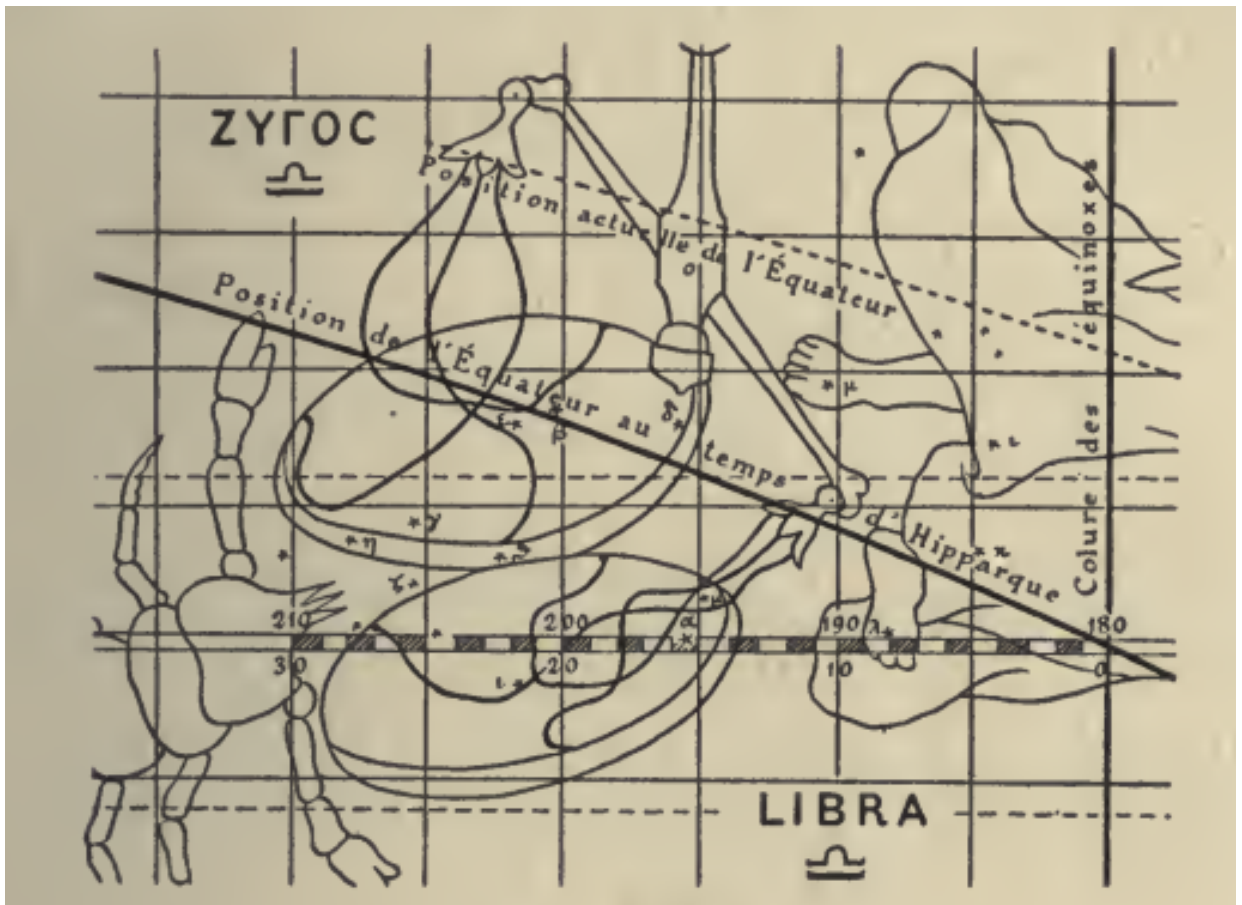 ΖΥΓΟϹ
♎
Position actuelle de l'Équateur
Position de l'Équateur au temps d'Hipparque
Colure des équinoxes
ο
μ
δ
β
ι
γ
η
κ
ζ
α
λ
ι
210
200
190
180
30
20
10
0
LIBRA
♎